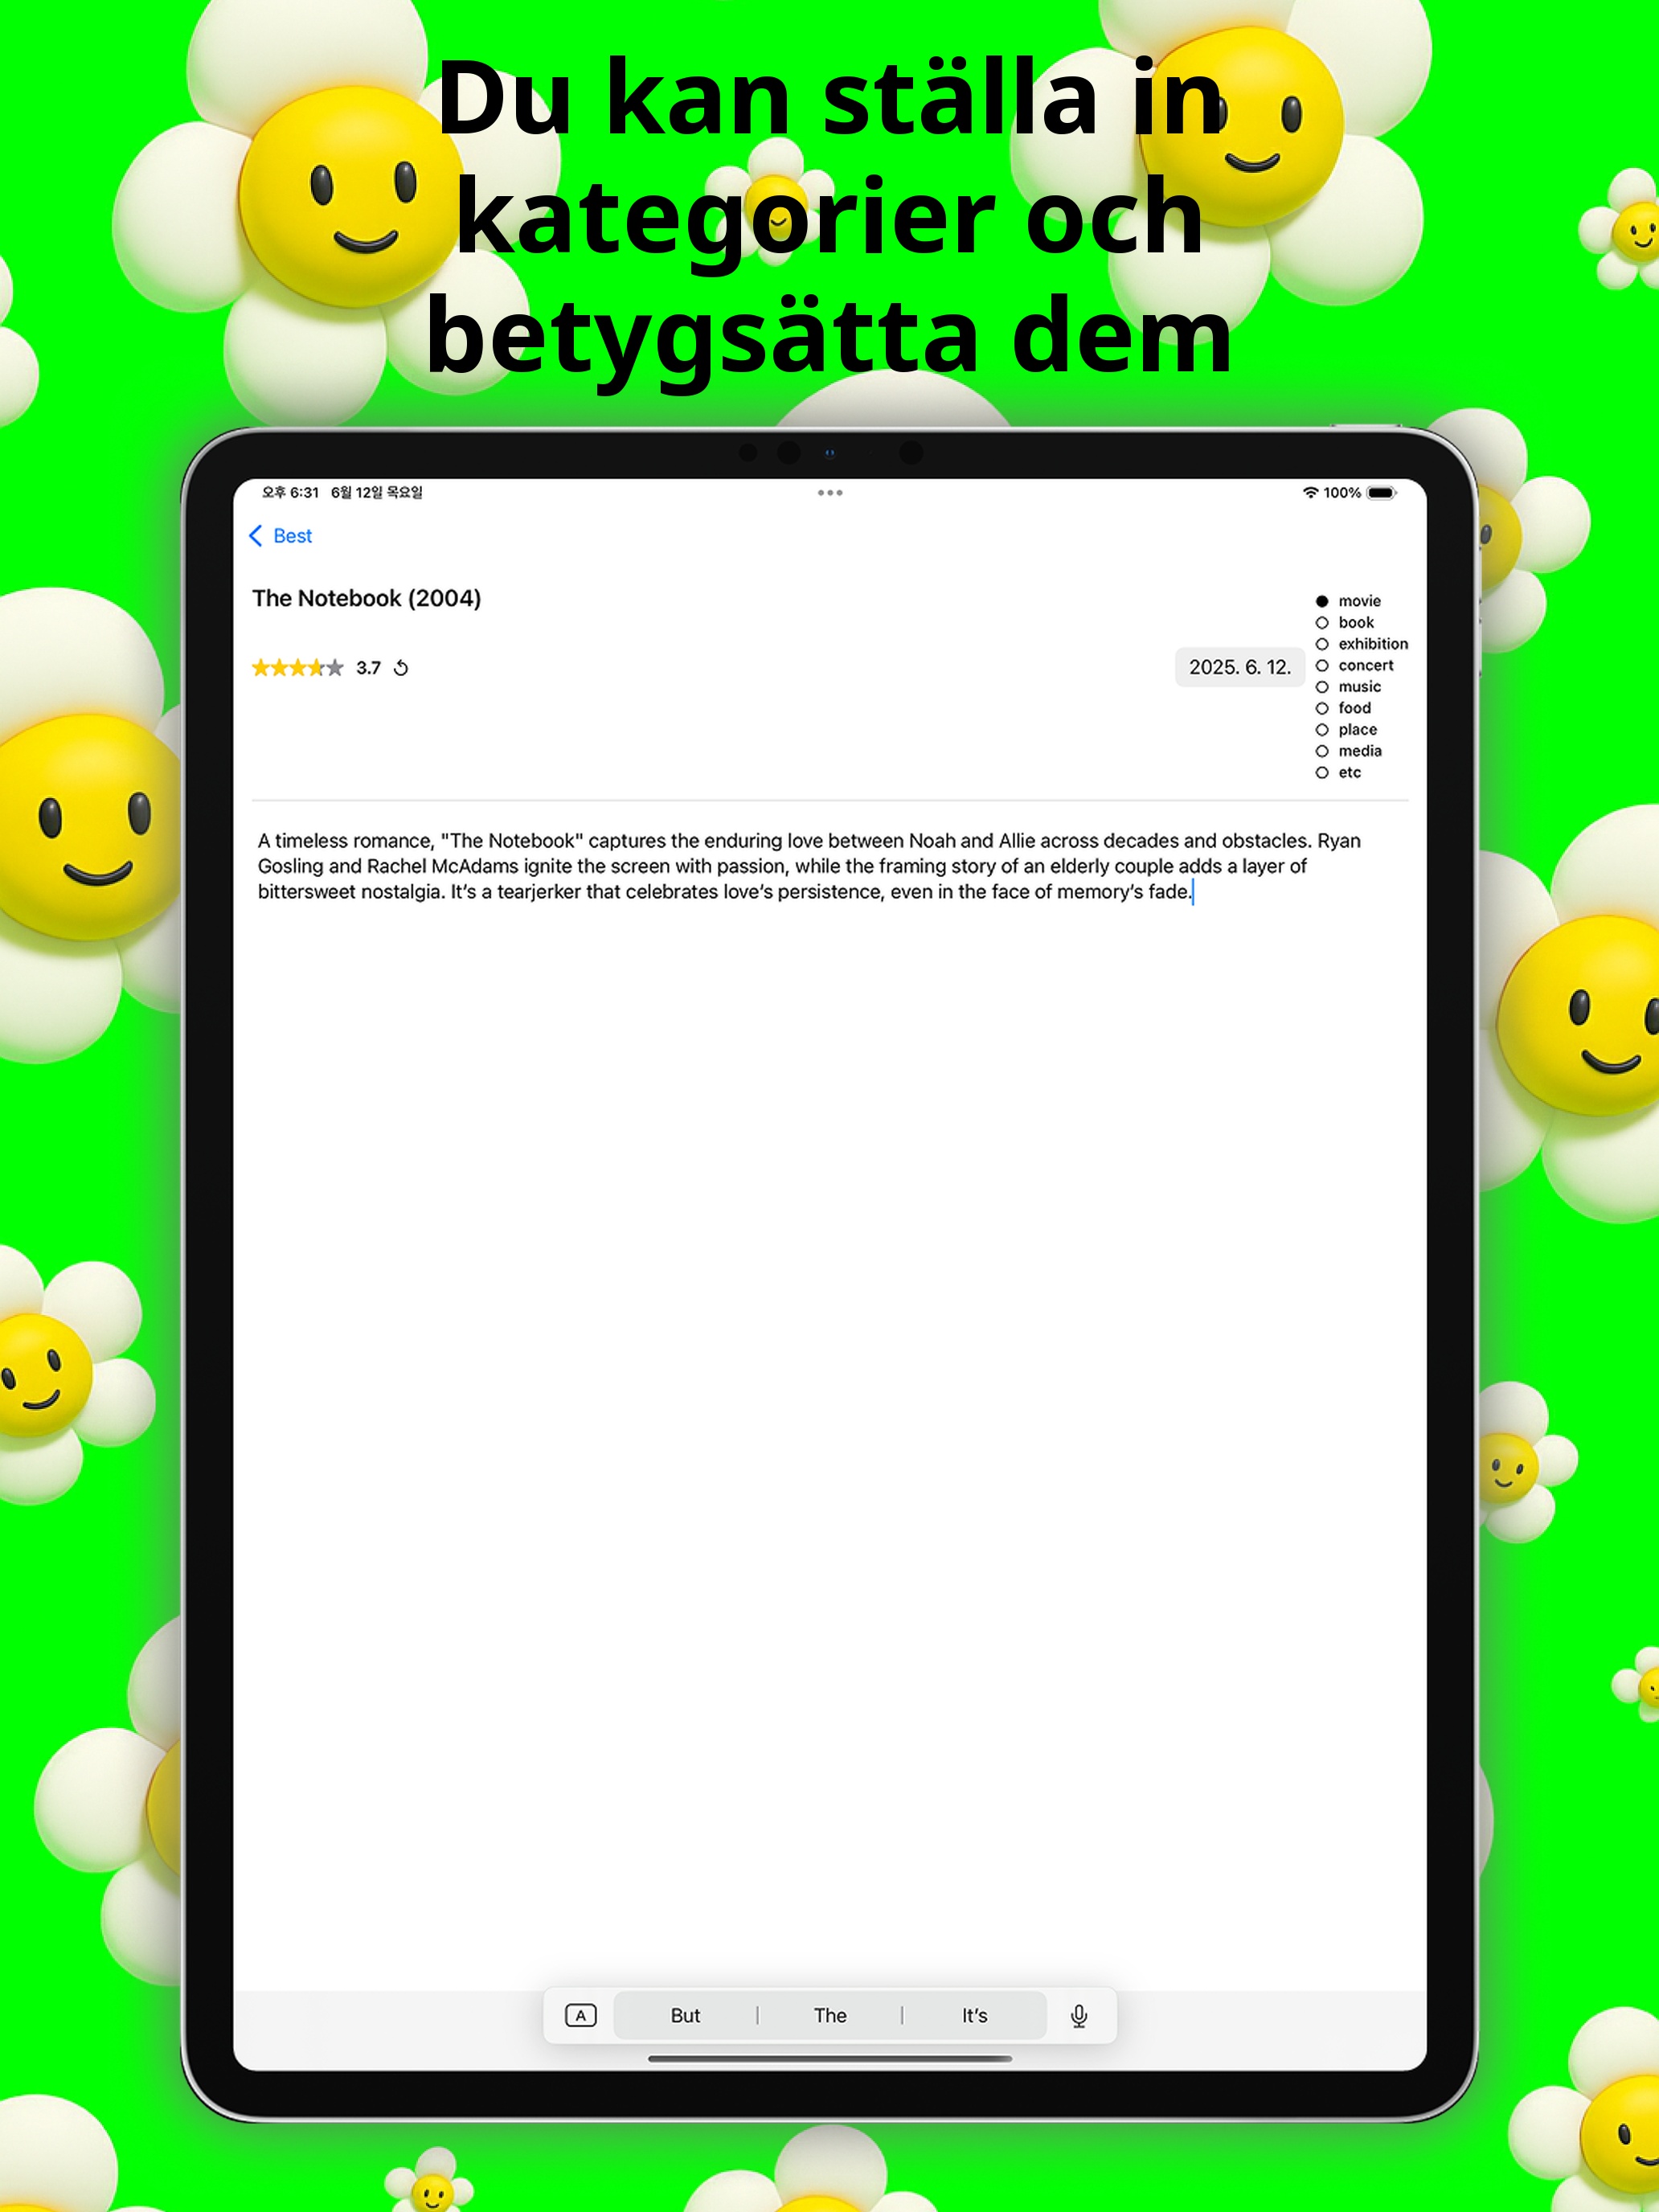 Du kan ställa in
kategorier och
betygsätta dem
오후 6:31 6월 12일 목요일
100%
Best
The Notebook (2004)
movie
book
exhibition
concert
music
food
place
media
etc
3.7
2025. 6. 12.
A timeless romance, "The Notebook" captures the enduring love between Noah and Allie across decades and obstacles. Ryan
Gosling and Rachel McAdams ignite the screen with passion, while the framing story of an elderly couple adds a layer of
bittersweet nostalgia. It’s a tearjerker that celebrates love’s persistence, even in the face of memory’s fade.
A
But | The | It’s